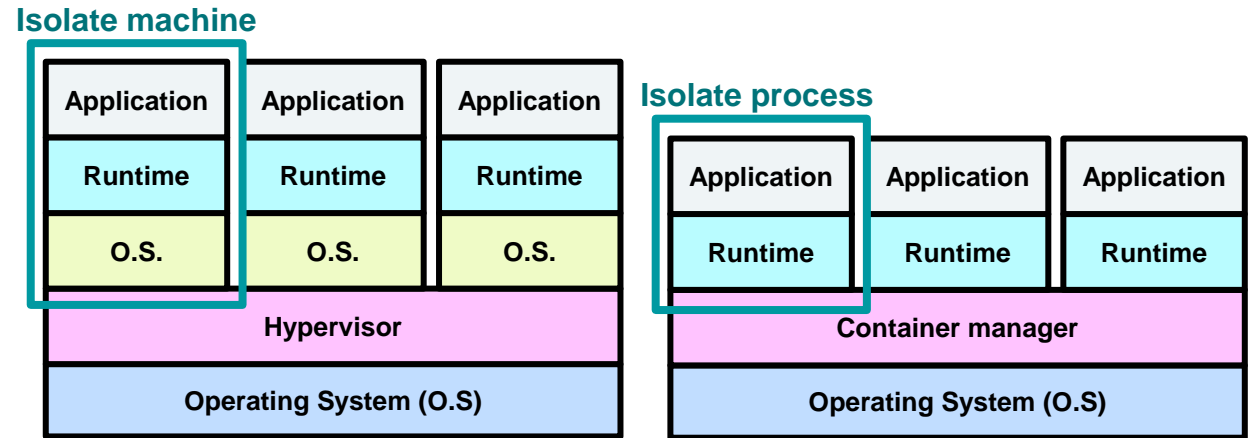 Isolate machine
Application Application Application
Runtime Runtime Runtime
O.S. O.S. O.S.
Hypervisor
Operating System (O.S)
Isolate process
Application Application Application
Runtime Runtime Runtime
Container manager
Operating System (O.S)